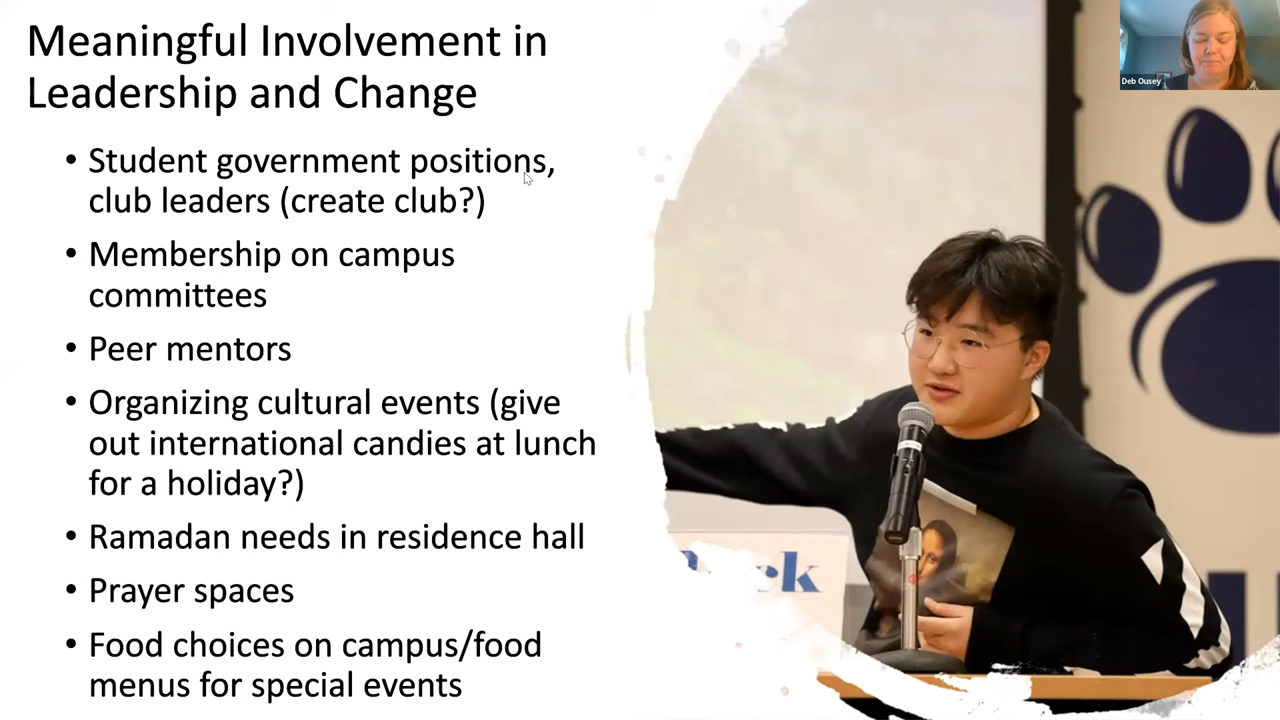 Meaningful Involvement in
Leadership and Change
• Student government positions,
club leaders (create club?)
• Membership on campus
committees
• Peer mentors
• Organizing cultural events (give
out international candies at lunch
for a holiday?)
• Ramadan needs in residence hall
• Prayer spaces
• Food choices on campus/food
menus for special events
Deb Ousey